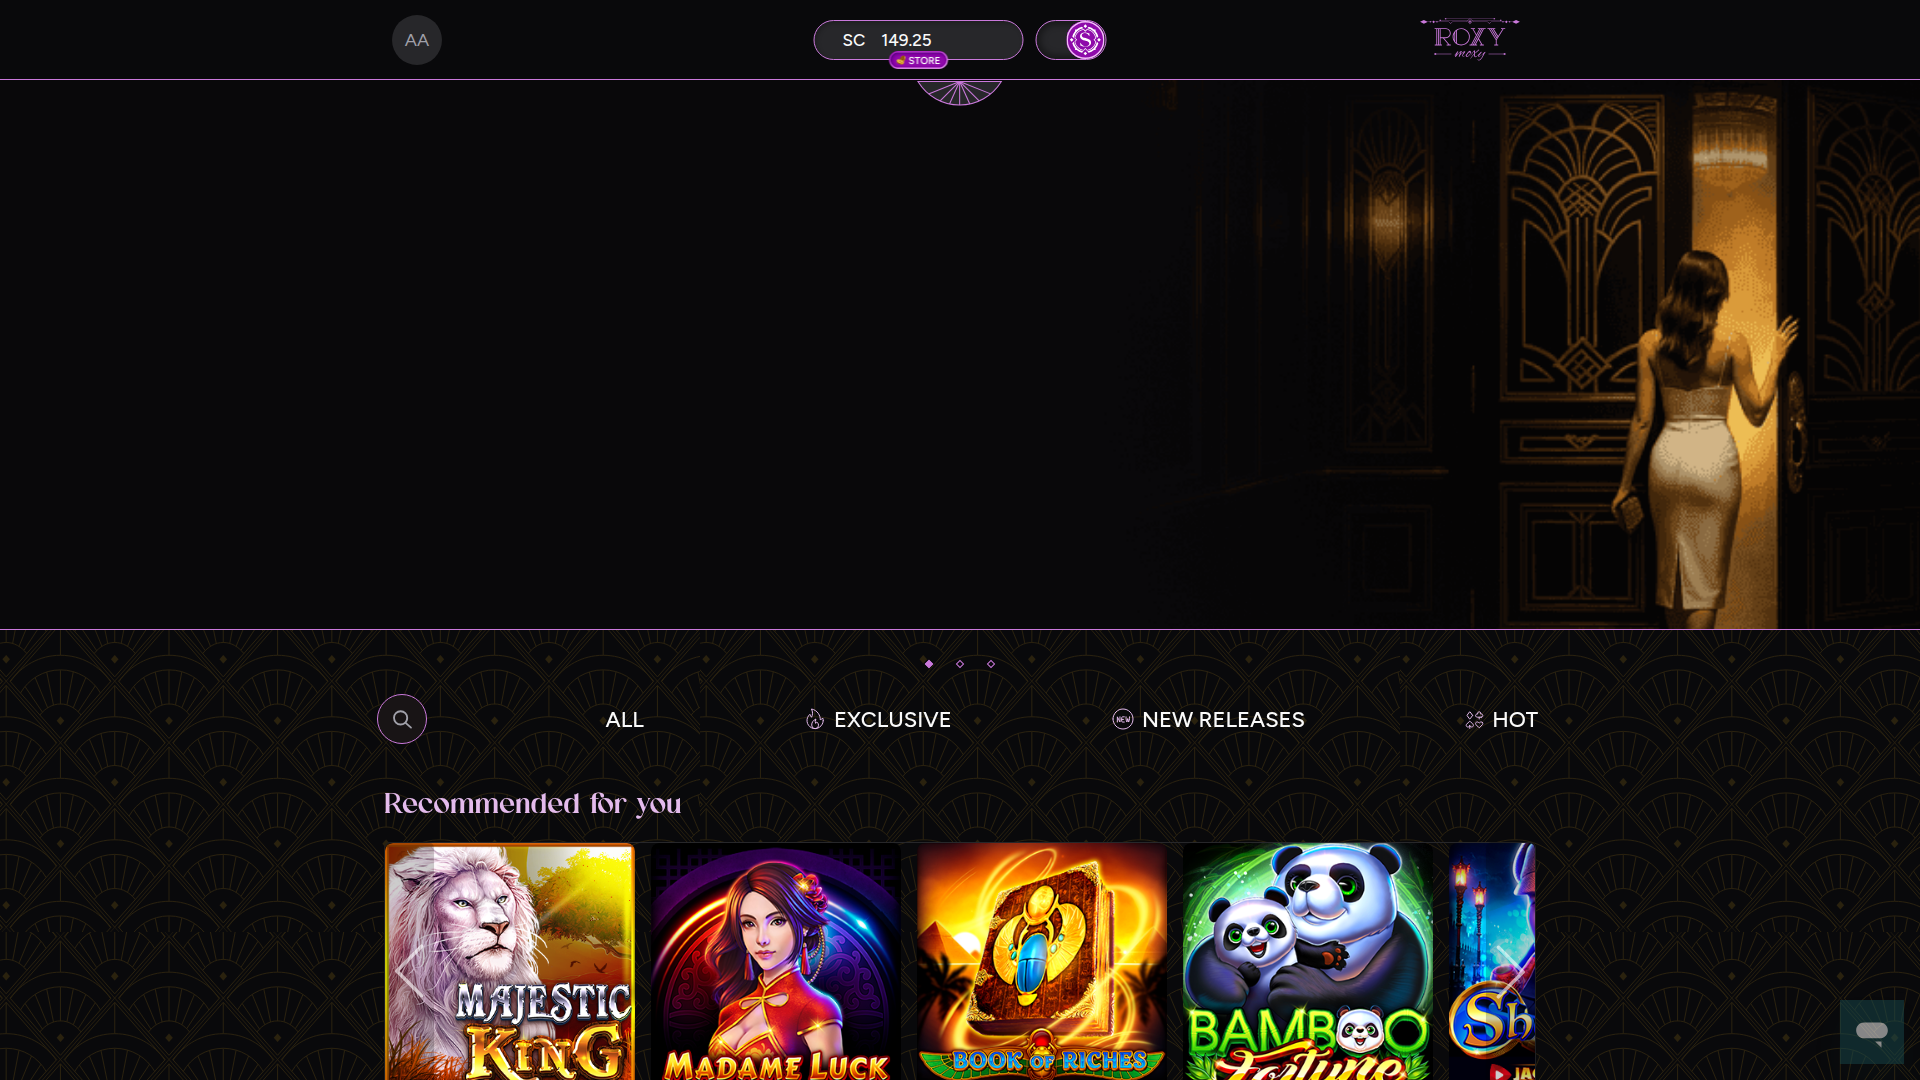 AA
SC 149.25
STORE
S
ROXY
moxy
ALL
EXCLUSIVE
NEW
NEW RELEASES
HOT
Recommended for you
MAJESTIC
KING
MADAME LUCK
BOOK OF RICHES
BAMBOO
Fortune
Sh
JAC